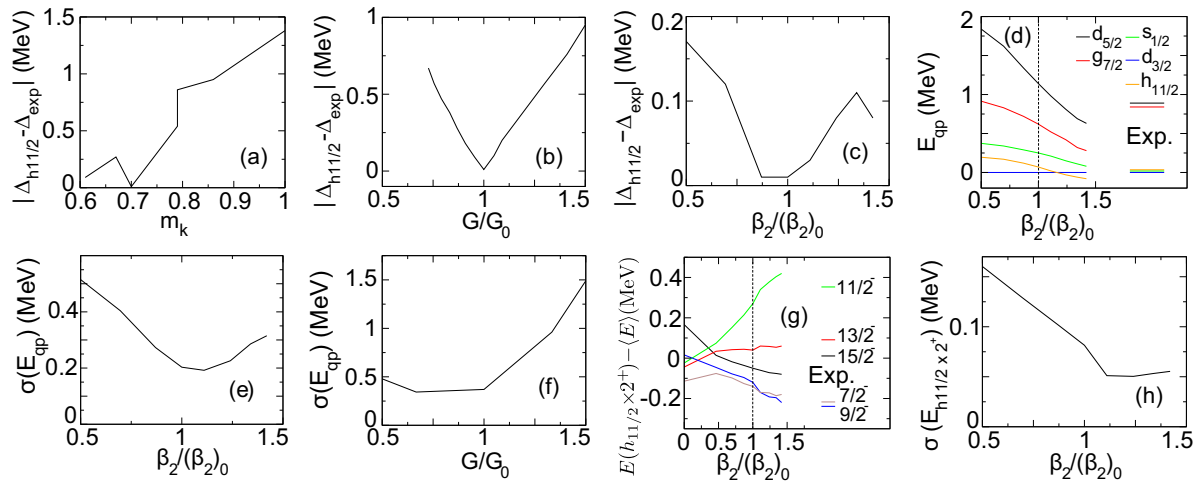 |Δh11/2-Δexp| (MeV)
1.5
1
0.5
0
0.6 0.7 0.8 0.9 1
mk
(a)
|Δh11/2-Δexp| (MeV)
1
0.5
0
0.5 1 1.5
G/G0
(b)
|Δh11/2-Δexp| (MeV)
0.2
0.1
0
0.5 1 1.5
β2/(β2)0
(c)
Eqp (MeV)
2
1
0
0.5 1 1.5
β2/(β2)0
(d)
d5/2 s1/2
g7/2 d3/2
h11/2
Exp.
σ(Eqp) (MeV)
0.4
0.2
0
0.5 1 1.5
β2/(β2)0
(e)
σ(Eqp) (MeV)
1.5
1
0.5
0
0.5 1 1.5
G/G0
(f)
E(h11/2×2+)−⟨E⟩(MeV)
0.4
0.2
0
-0.2
0 0.5 1 1.5
β2/(β2)0
(g)
11/2-
13/2-
15/2-
Exp.
7/2-
9/2-
σ (Eh11/2 x 2+) (MeV)
0.1
0
0.5 1 1.5
β2/(β2)0
(h)